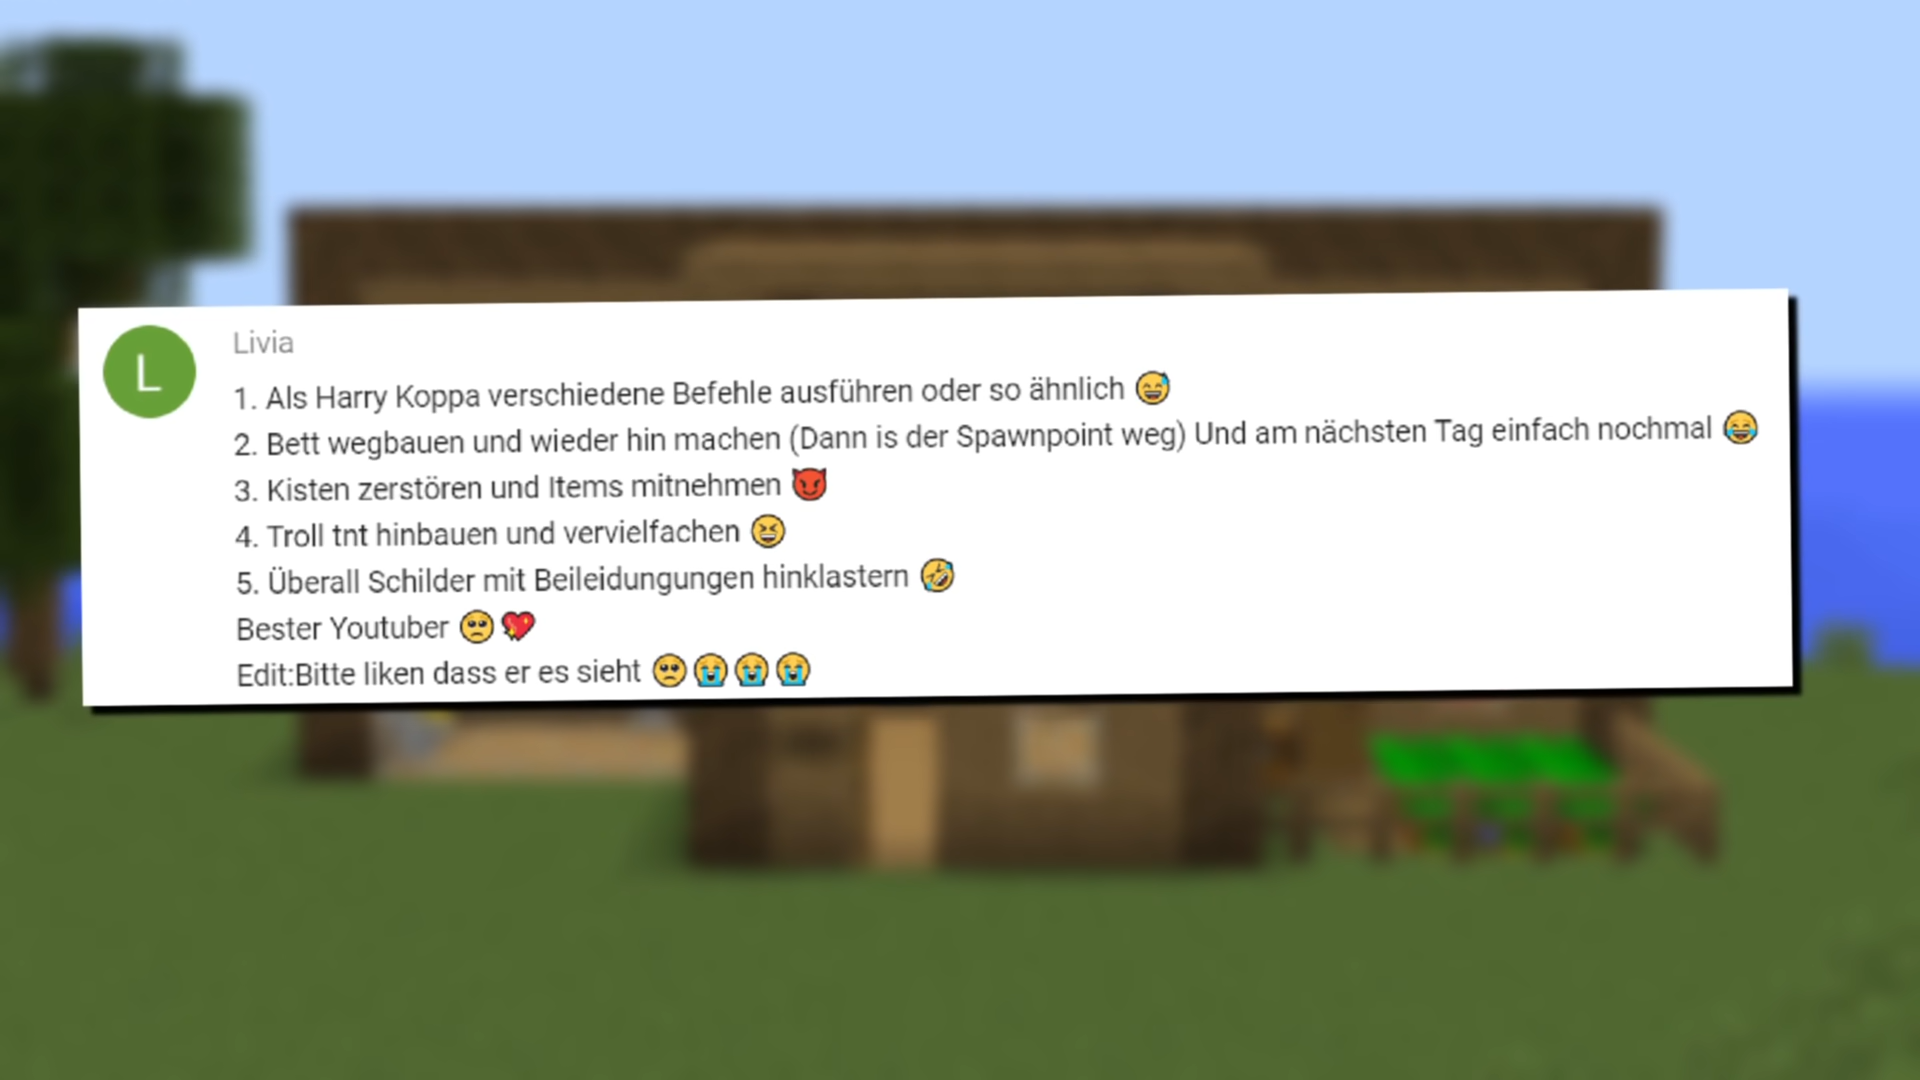 L
Livia
1. Als Harry Koppa verschiedene Befehle ausführen oder so ähnlich 😅
2. Bett wegbauen und wieder hin machen (Dann is der Spawnpoint weg) Und am nächsten Tag einfach nochmal 😂
3. Kisten zerstören und Items mitnehmen 😈
4. Troll tnt hinbauen und vervielfachen 😆
5. Überall Schilder mit Beileidungungen hinklastern 🤣
Bester Youtuber 🥺💖
Edit:Bitte liken dass er es sieht 🥺😭😭😭